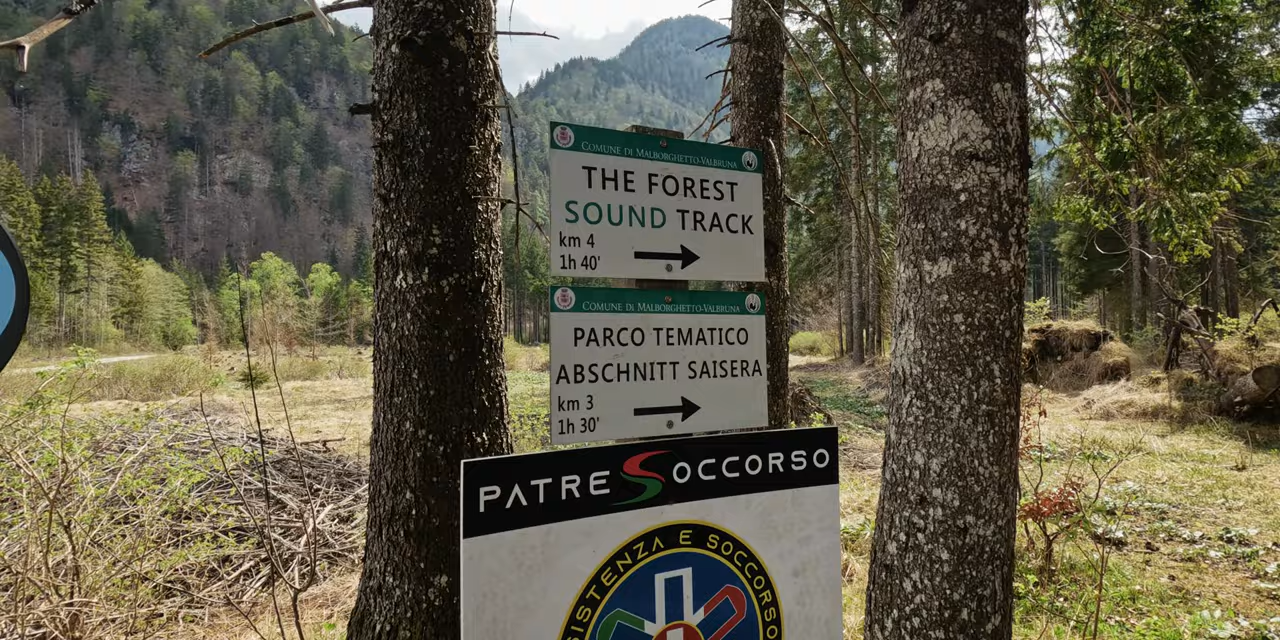 COMUNE DI MALBORGHETTO-VALBRUNA
THE FOREST
SOUND TRACK
km 4
1h 40'
COMUNE DI MALBORGHETTO-VALBRUNA
PARCO TEMATICO
ABSCHNITT SAISERA
km 3
1h 30'
PATRE SOCCORSO
SISTENZA E SOCCORSO